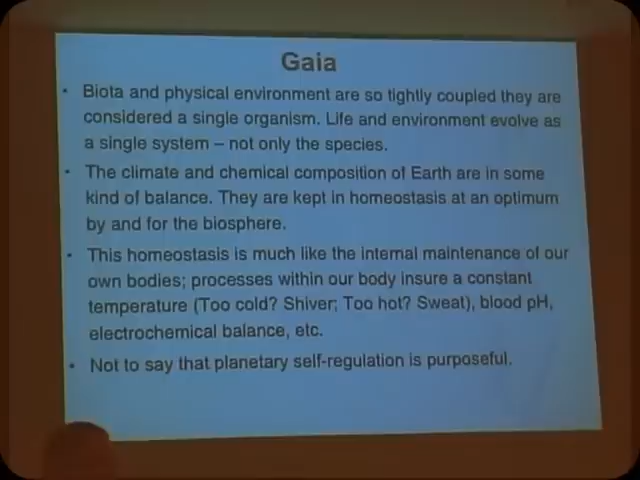 Gaia
• Biota and physical environment are so tightly coupled they are
considered a single organism. Life and environment evolve as
a single system – not only the species.
• The climate and chemical composition of Earth are in some
kind of balance. They are kept in homeostasis at an optimum
by and for the biosphere.
• This homeostasis is much like the internal maintenance of our
own bodies; processes within our body insure a constant
temperature (Too cold? Shiver; Too hot? Sweat), blood pH,
electrochemical balance, etc.
• Not to say that planetary self-regulation is purposeful.